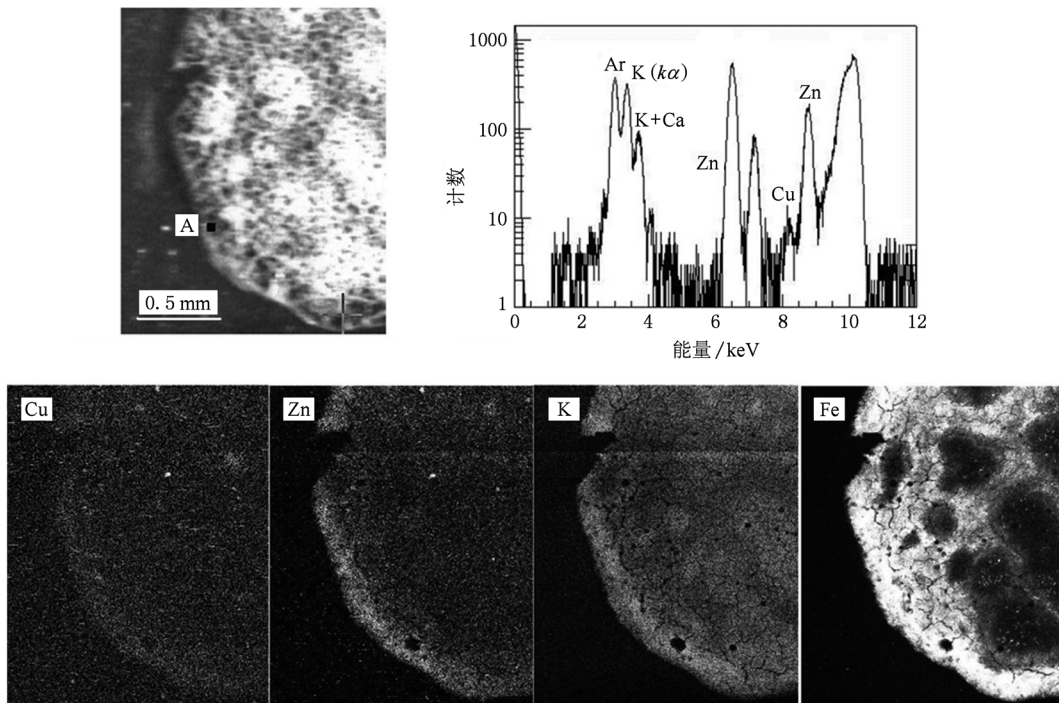 A
0.5 mm
1000
100
10
1
计数
Ar
K (kα)
K+Ca
Zn
Cu
Zn
0 2 4 6 8 10 12
能量/keV
Cu
Zn
K
Fe